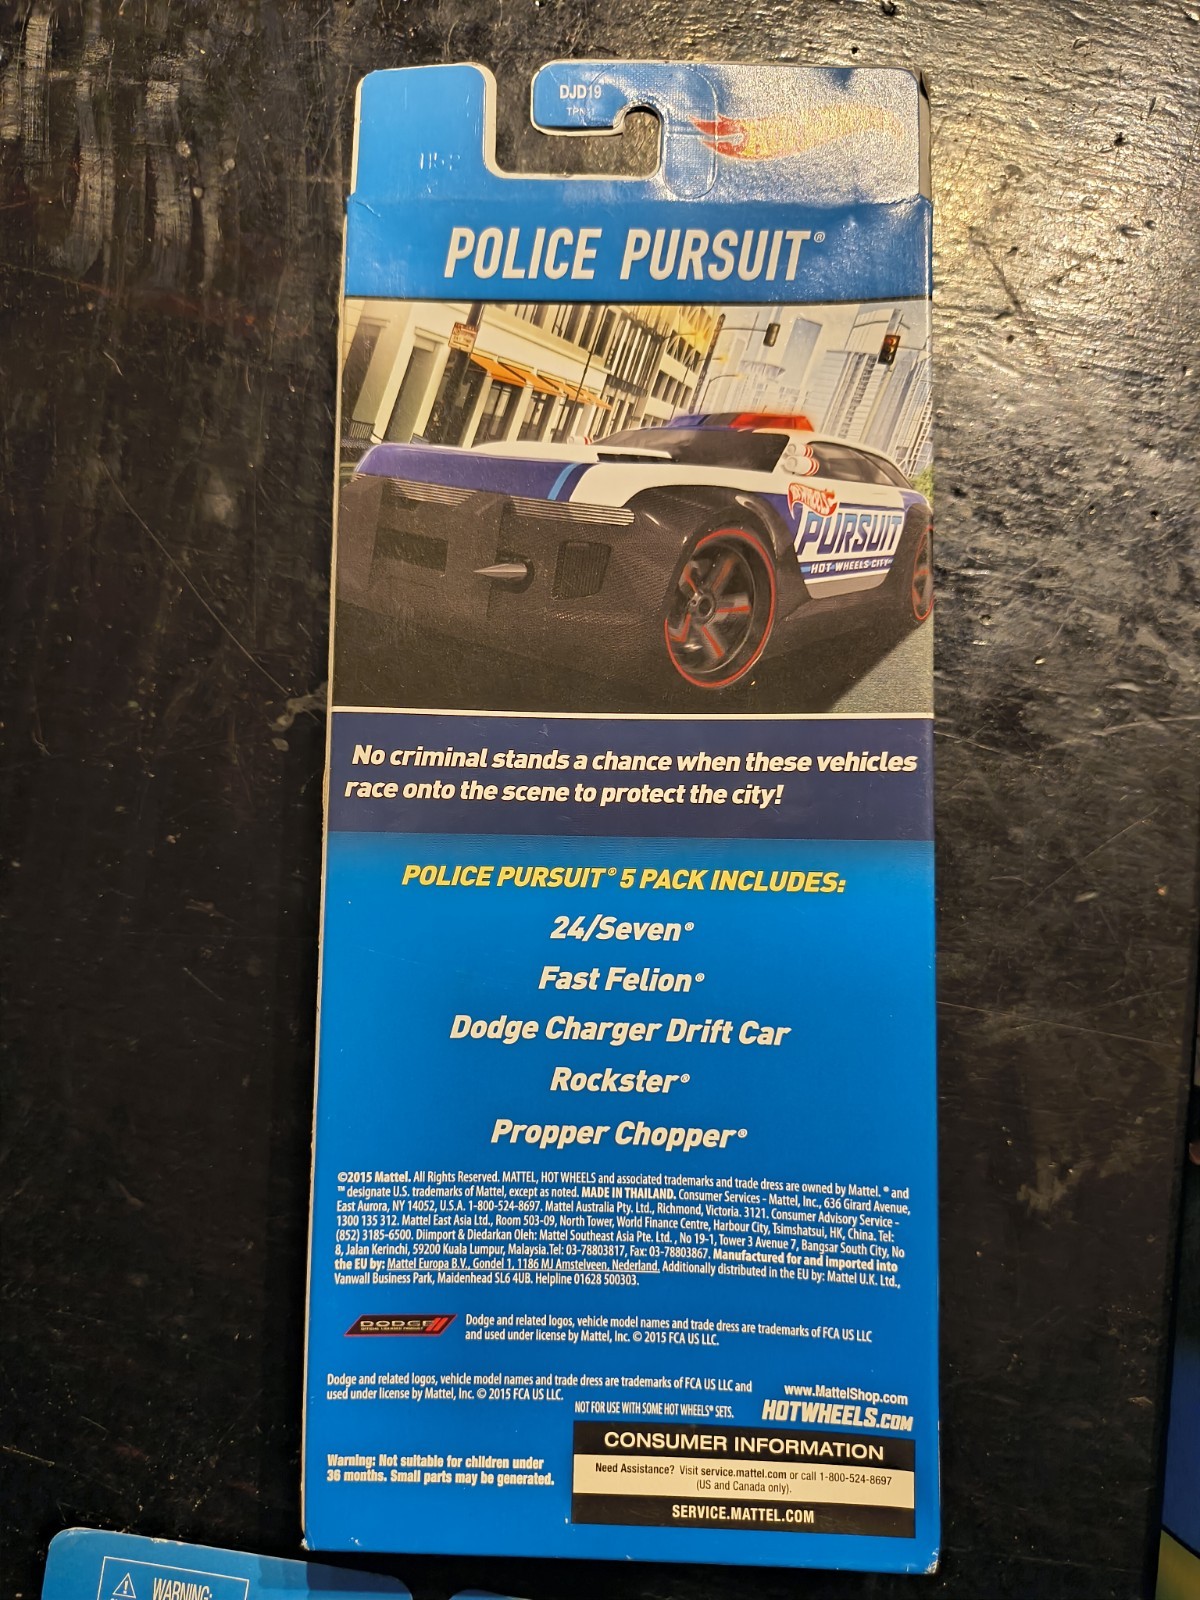 DJD19
POLICE PURSUIT®
HOT WHEELS
PURSUIT
HOT WHEELS CITY
No criminal stands a chance when these vehicles
race onto the scene to protect the city!
POLICE PURSUIT® 5 PACK INCLUDES:
24/Seven®
Fast Felion®
Dodge Charger Drift Car
Rockster®
Propper Chopper®
©2015 Mattel. All Rights Reserved. MATTEL, HOT WHEELS and associated trademarks and trade dress are owned by Mattel. ® and
™ designate U.S. trademarks of Mattel, except as noted. MADE IN THAILAND. Consumer Services - Mattel, Inc., 636 Girard Avenue,
East Aurora, NY 14052, U.S.A. 1-800-524-8697. Mattel Australia Pty. Ltd., Richmond, Victoria. 3121. Consumer Advisory Service -
1300 135 312. Mattel East Asia Ltd., Room 503-09, North Tower, World Finance Centre, Harbour City, Tsimshatsui, HK, China. Tel:
(852) 3185-6500. Diimport & Diedarkan Oleh: Mattel Southeast Asia Pte. Ltd. , No 19-1, Tower 3 Avenue 7, Bangsar South City, No
8, Jalan Kerinchi, 59200 Kuala Lumpur, Malaysia.Tel: 03-78803817, Fax: 03-78803867. Manufactured for and imported into
the EU by: Mattel Europa B.V., Gondel 1, 1186 MJ Amstelveen, Nederland. Additionally distributed in the EU by: Mattel U.K. Ltd.,
Vanwall Business Park, Maidenhead SL6 4UB. Helpline 01628 500303.
DODGE
Dodge and related logos, vehicle model names and trade dress are trademarks of FCA US LLC
and used under license by Mattel, Inc. © 2015 FCA US LLC.
Dodge and related logos, vehicle model names and trade dress are trademarks of FCA US LLC and
used under license by Mattel, Inc. © 2015 FCA US LLC.
www.MattelShop.com
NOT FOR USE WITH SOME HOT WHEELS® SETS.
HOTWHEELS.COM
Warning: Not suitable for children under
36 months. Small parts may be generated.
CONSUMER INFORMATION
Need Assistance? Visit service.mattel.com or call 1-800-524-8697
(US and Canada only).
SERVICE.MATTEL.COM
WARNING: